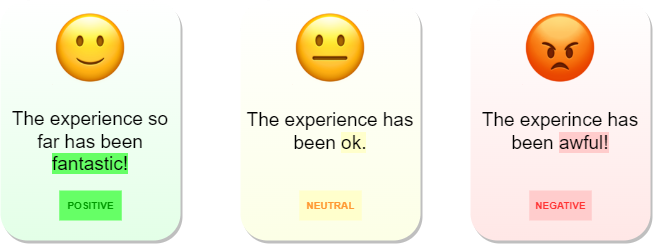 The experience so
far has been
fantastic!
POSITIVE
The experience has
been ok.
NEUTRAL
The experince has
been awful!
NEGATIVE